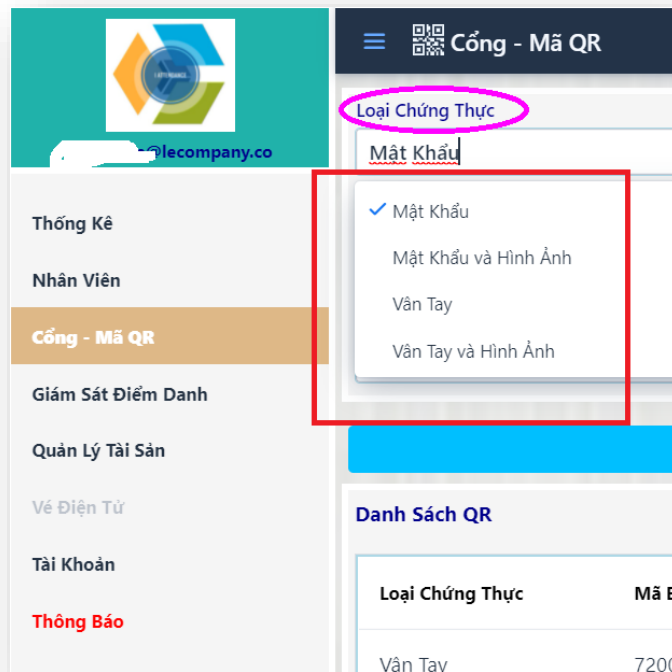 Cổng - Mã QR
Loại Chứng Thực
@lecompany.co
Mật Khẩu
Mật Khẩu
Mật Khẩu và Hình Ảnh
Vân Tay
Vân Tay và Hình Ảnh
Thống Kê
Nhân Viên
Cổng - Mã QR
Giám Sát Điểm Danh
Quản Lý Tài Sản
Vé Điện Tử
Tài Khoản
Thông Báo
Danh Sách QR
Loại Chứng Thực
Mã
Vân Tay